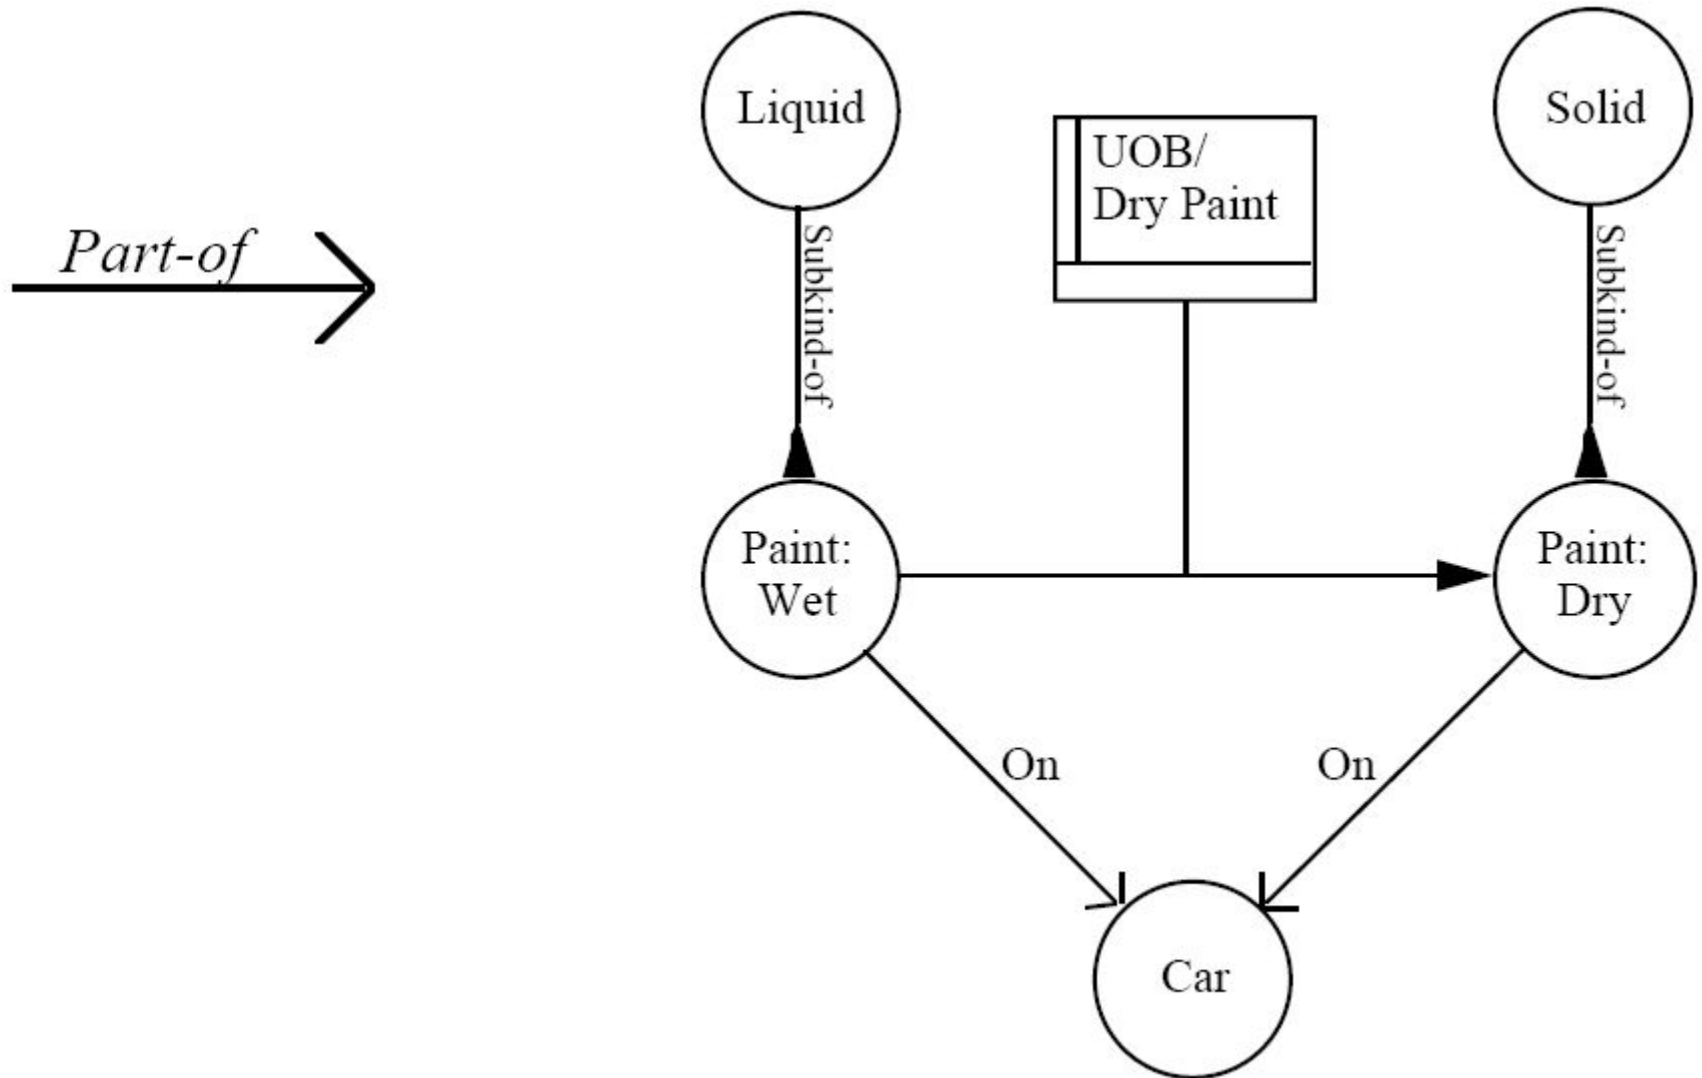 Liquid
Solid
UOB/
Dry Paint
Part-of
Subkind-of
Subkind-of
Paint:
Wet
Paint:
Dry
On
On
Car